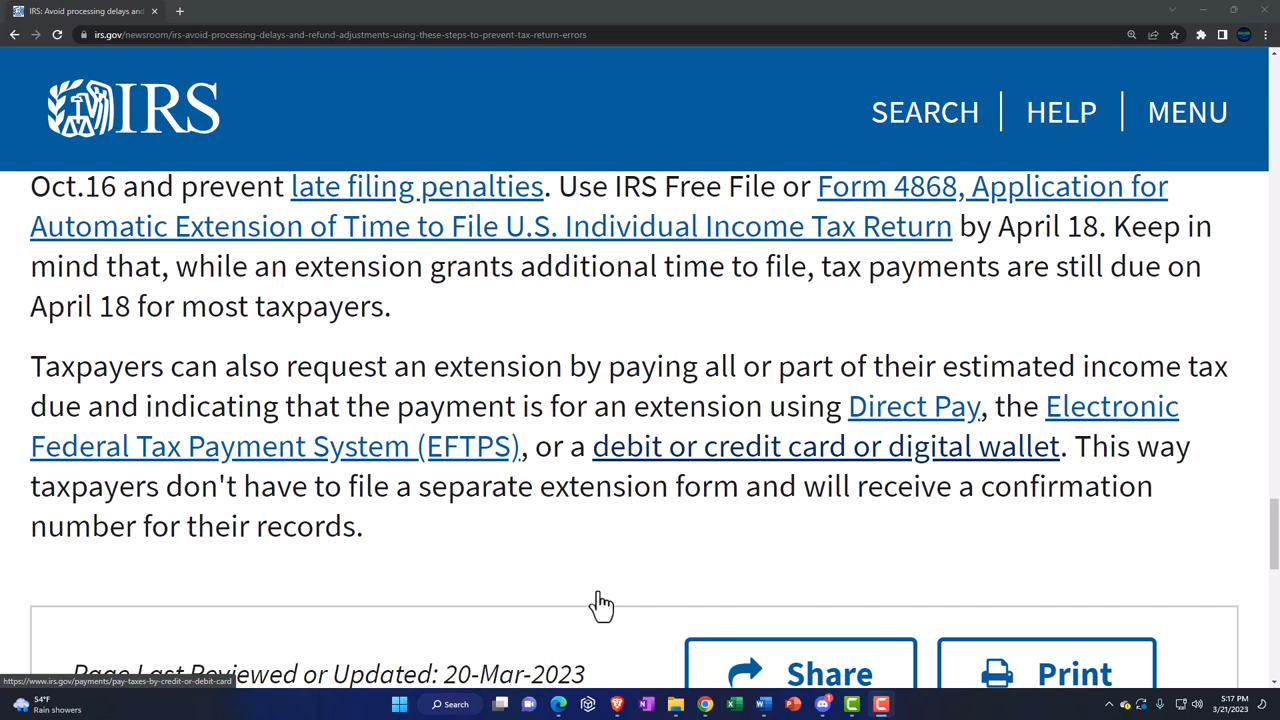 IRS: Avoid processing delays and
irs.gov/newsroom/irs-avoid-processing-delays-and-refund-adjustments-using-these-steps-to-prevent-tax-return-errors
IRS
SEARCH
HELP
MENU
Oct.16 and prevent late filing penalties. Use IRS Free File or Form 4868, Application for
Automatic Extension of Time to File U.S. Individual Income Tax Return by April 18. Keep in
mind that, while an extension grants additional time to file, tax payments are still due on
April 18 for most taxpayers.
Taxpayers can also request an extension by paying all or part of their estimated income tax
due and indicating that the payment is for an extension using Direct Pay, the Electronic
Federal Tax Payment System (EFTPS), or a debit or credit card or digital wallet. This way
taxpayers don't have to file a separate extension form and will receive a confirmation
number for their records.
Page Last Reviewed or Updated: 20-Mar-2023
Share
Print
https://www.irs.gov/payments/pay-taxes-by-credit-or-debit-card
54°F
Rain showers
Search
5:17 PM
3/21/2023